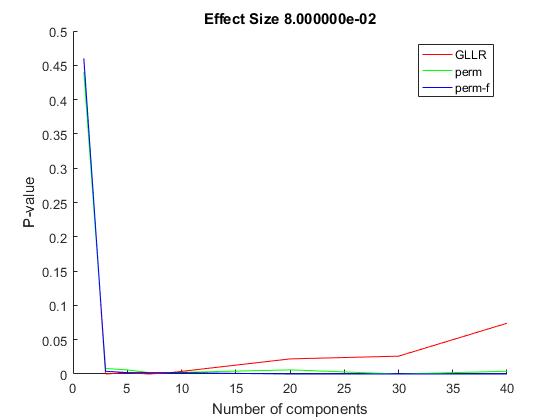 Effect Size 8.000000e-02
0.5
0.45
0.4
0.35
0.3
0.25
0.2
0.15
0.1
0.05
0
P-value
GLLR
perm
perm-f
0 5 10 15 20 25 30 35 40
Number of components